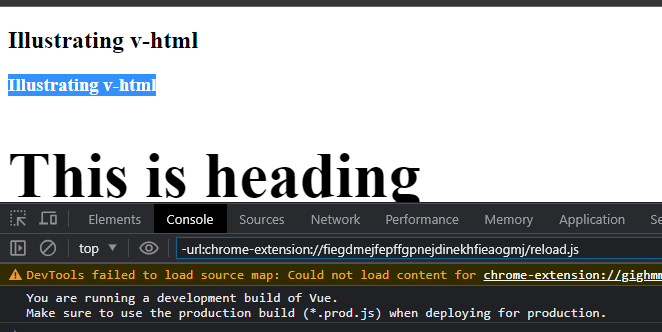 Illustrating v-html
Illustrating v-html
This is heading
Elements Console Sources Network Performance Memory Application
top ▼ -url:chrome-extension://fiegdmejfepffgpnejdinekhfieaogmj/reload.js
DevTools failed to load source map: Could not load content for chrome-extension://gighmm
You are running a development build of Vue.
Make sure to use the production build (*.prod.js) when deploying for production.